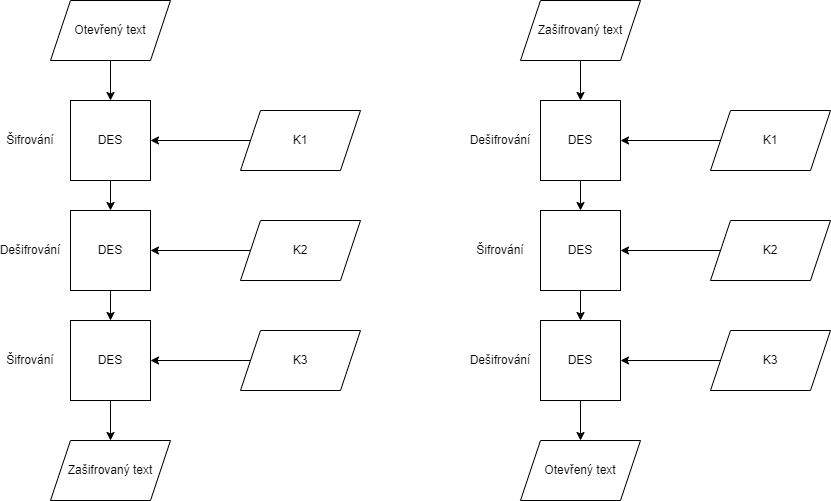 Otevřený text
Šifrování
DES
K1
Dešifrování
DES
K2
Šifrování
DES
K3
Zašifrovaný text
Zašifrovaný text
Dešifrování
DES
K1
Šifrování
DES
K2
Dešifrování
DES
K3
Otevřený text